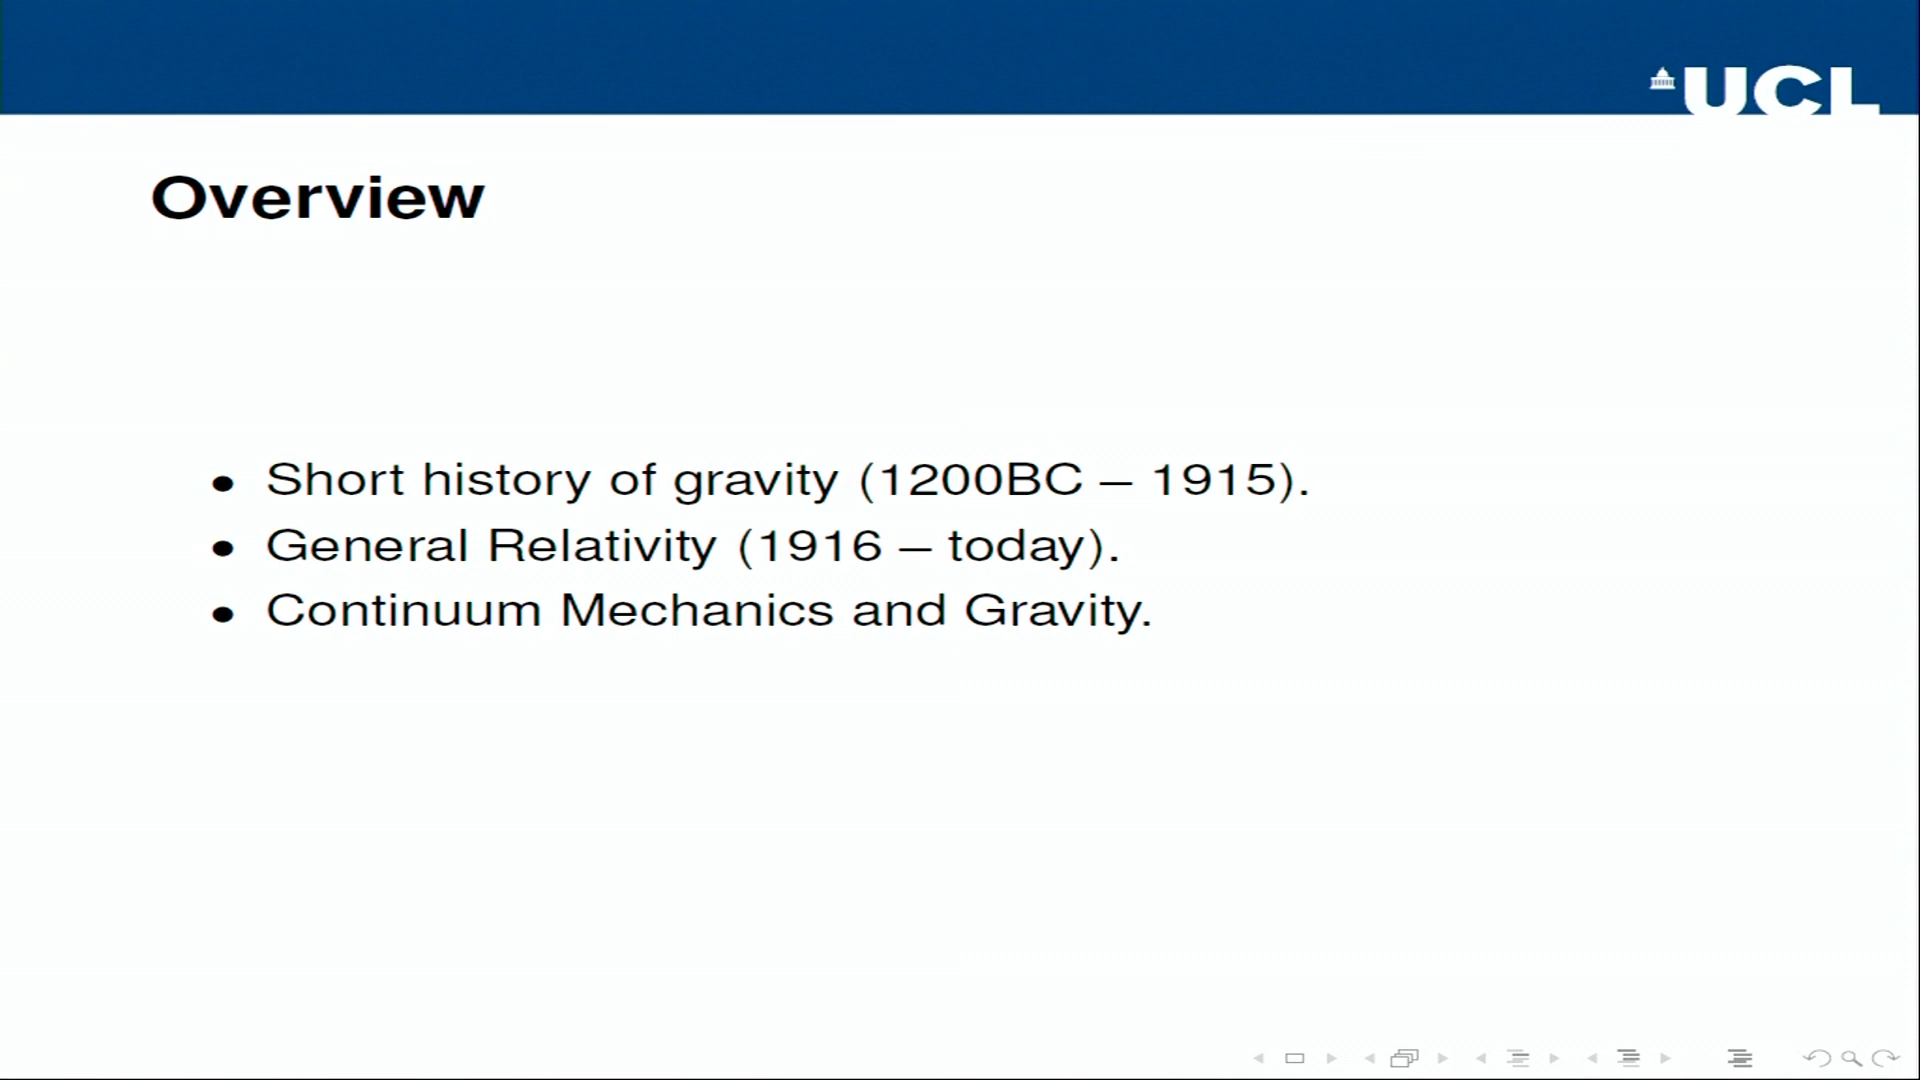 UCL
Overview
• Short history of gravity (1200BC – 1915).
• General Relativity (1916 – today).
• Continuum Mechanics and Gravity.